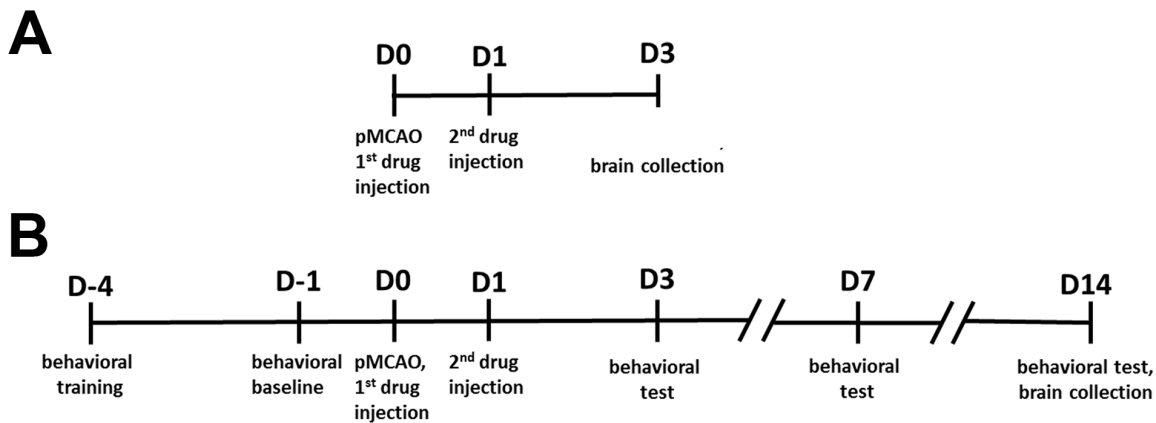 A
D0 D1 D3
pMCAO 2nd drug
1st drug injection brain collection
injection
B
D-4 D-1 D0 D1 D3 D7 D14
behavioral behavioral pMCAO, 2nd drug behavioral behavioral behavioral test,
training baseline 1st drug injection test test brain collection
injection